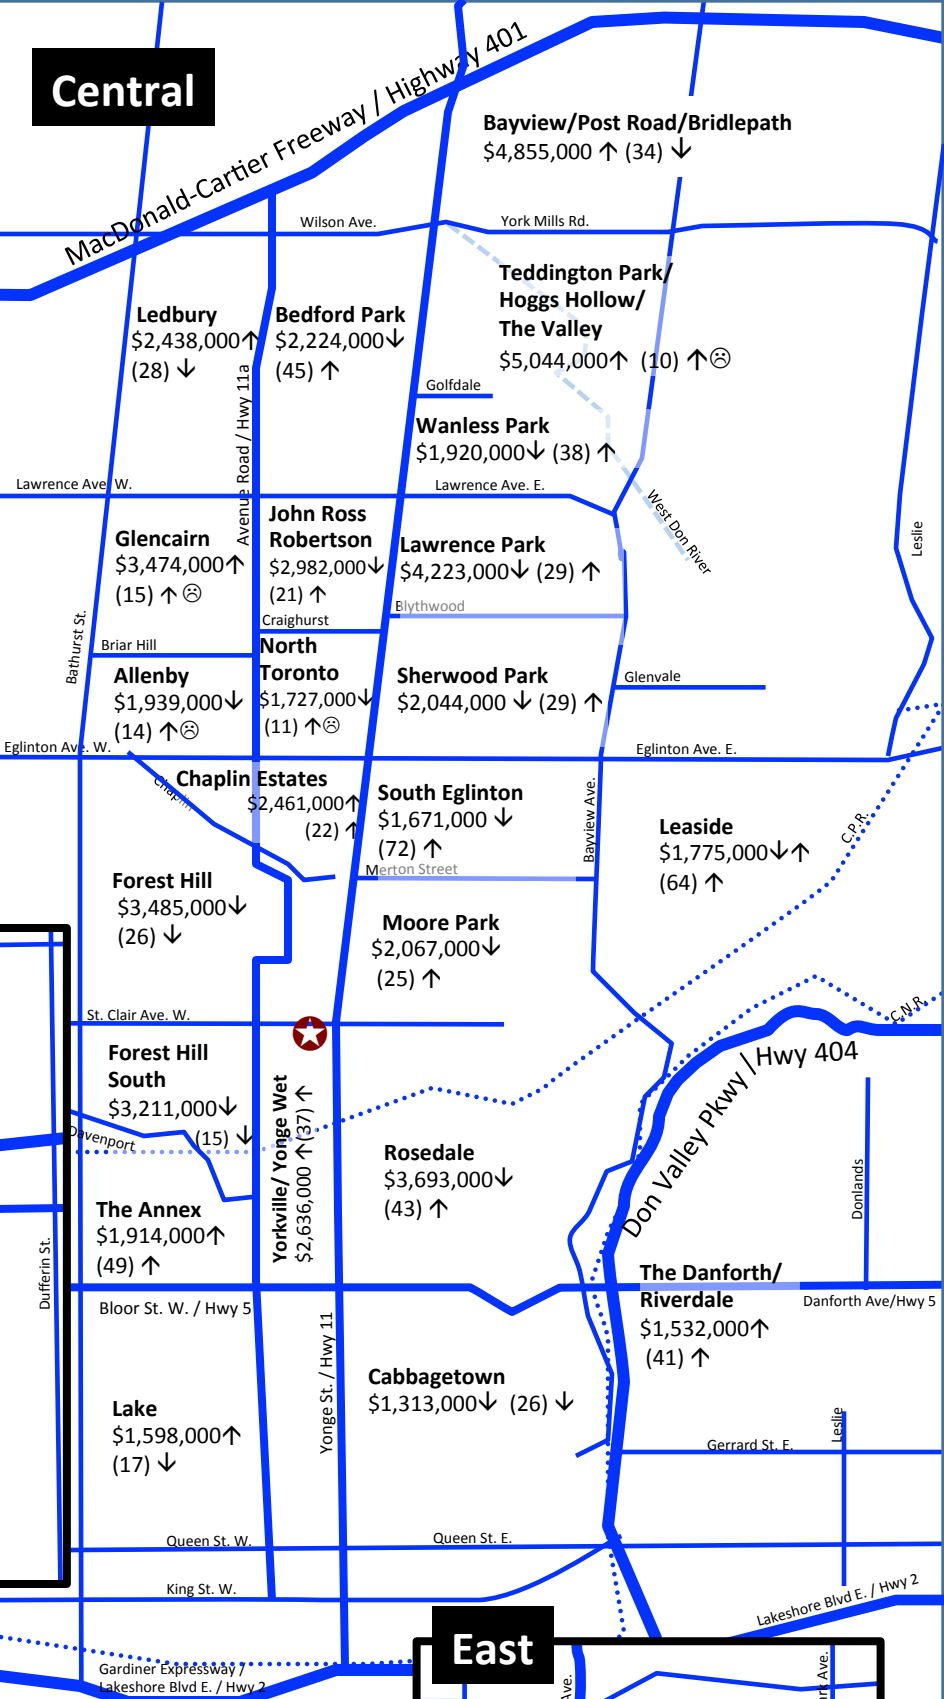 Central
MacDonald-Cartier Freeway / Highway 401
Bayview/Post Road/Bridlepath
$4,855,000 ↑ (34) ↓
Wilson Ave.
York Mills Rd.
Teddington Park/
Hoggs Hollow/
The Valley
$5,044,000↑ (10) ↑☹
Ledbury
$2,438,000↑
(28) ↓
Bedford Park
$2,224,000↓
(45) ↑
Avenue Road / Hwy 11a
Golfdale
Wanless Park
$1,920,000↓ (38) ↑
Lawrence Ave. W.
Lawrence Ave. E.
West Don River
Leslie
Glencairn
$3,474,000↑
(15) ↑☹
John Ross
Robertson
$2,982,000↓
(21) ↑
Lawrence Park
$4,223,000↓ (29) ↑
Blythwood
Craighurst
Bathurst St.
Briar Hill
North
Toronto
$1,727,000↓
(11) ↑☹
Allenby
$1,939,000↓
(14) ↑☹
Sherwood Park
$2,044,000 ↓ (29) ↑
Glenvale
Eglinton Ave. W.
Eglinton Ave. E.
Chaplin
Chaplin Estates
$2,461,000↑
(22) ↑
South Eglinton
$1,671,000 ↓
(72) ↑
Bayview Ave.
Leaside
$1,775,000↓↑
(64) ↑
C.P.R.
Merton Street
Forest Hill
$3,485,000↓
(26) ↓
Moore Park
$2,067,000↓
(25) ↑
St. Clair Ave. W.
C.N.R.
Don Valley Pkwy / Hwy 404
Forest Hill
South
$3,211,000↓
(15) ↓
Davenport
Yorkville/ Yonge Wet
$2,636,000 ↑(37) ↑
Rosedale
$3,693,000↓
(43) ↑
Donlands
The Annex
$1,914,000↑
(49) ↑
Dufferin St.
Bloor St. W. / Hwy 5
The Danforth/
Riverdale
$1,532,000↑
(41) ↑
Danforth Ave/Hwy 5
Yonge St. / Hwy 11
Cabbagetown
$1,313,000↓ (26) ↓
Lake
$1,598,000↑
(17) ↓
Leslie
Gerrard St. E.
Queen St. W.
Queen St. E.
King St. W.
Lakeshore Blvd E. / Hwy 2
East
Gardiner Expressway /
Lakeshore Blvd E. / Hwy 2
Ave.
Ave.